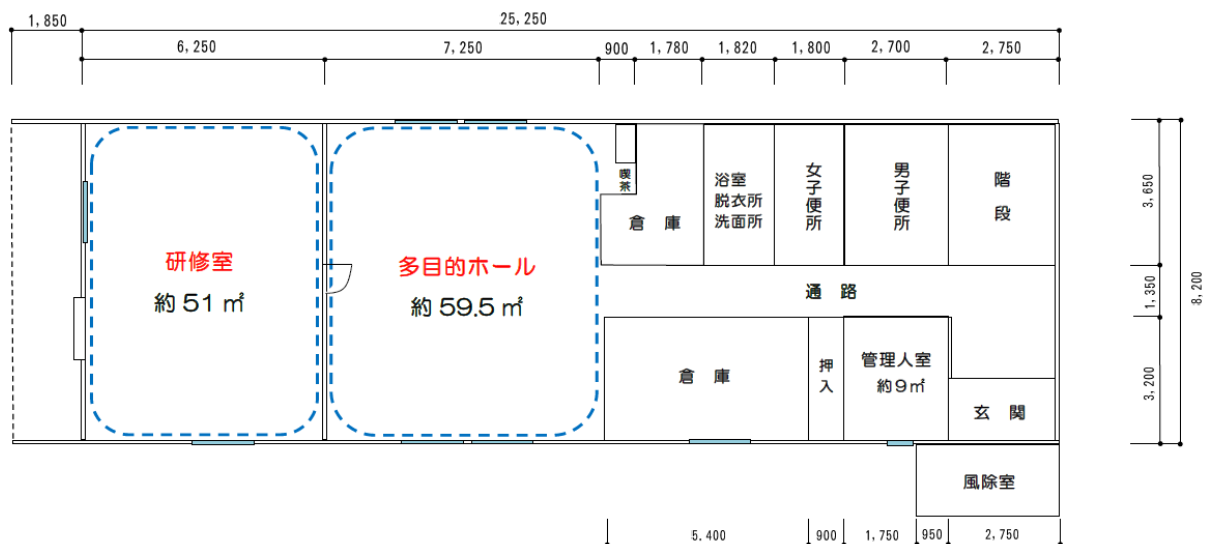 1,850
25,250
6,250
7,250
900
1,780
1,820
1,800
2,700
2,750
喫茶
倉 庫
浴室
脱衣所
洗面所
女子便所
男子便所
階段
研修室
約 51 ㎡
多目的ホール
約 59.5 ㎡
通 路
倉 庫
押入
管理人室
約9㎡
玄 関
風除室
3,650
1,350
3,200
8,200
5,400
900
1,750
950
2,750